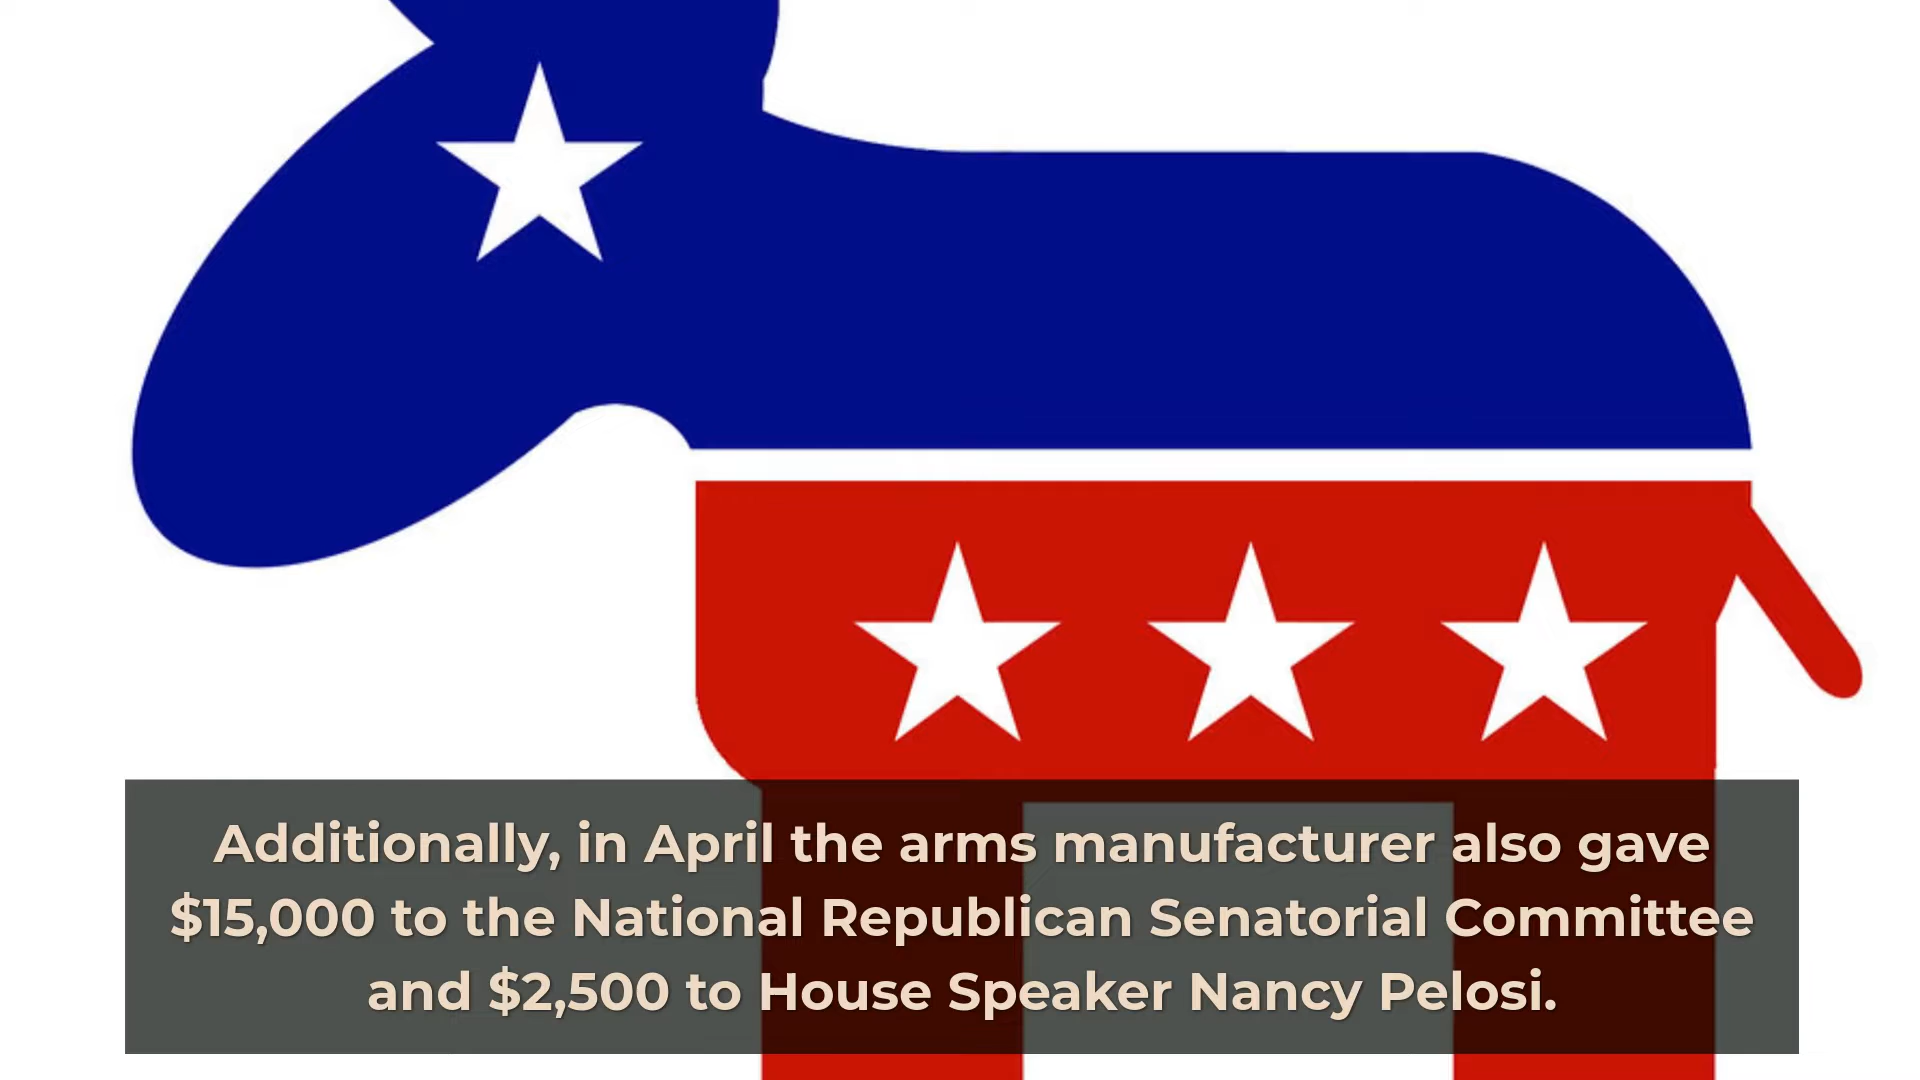 Additionally, in April the arms manufacturer also gave
$15,000 to the National Republican Senatorial Committee
and $2,500 to House Speaker Nancy Pelosi.